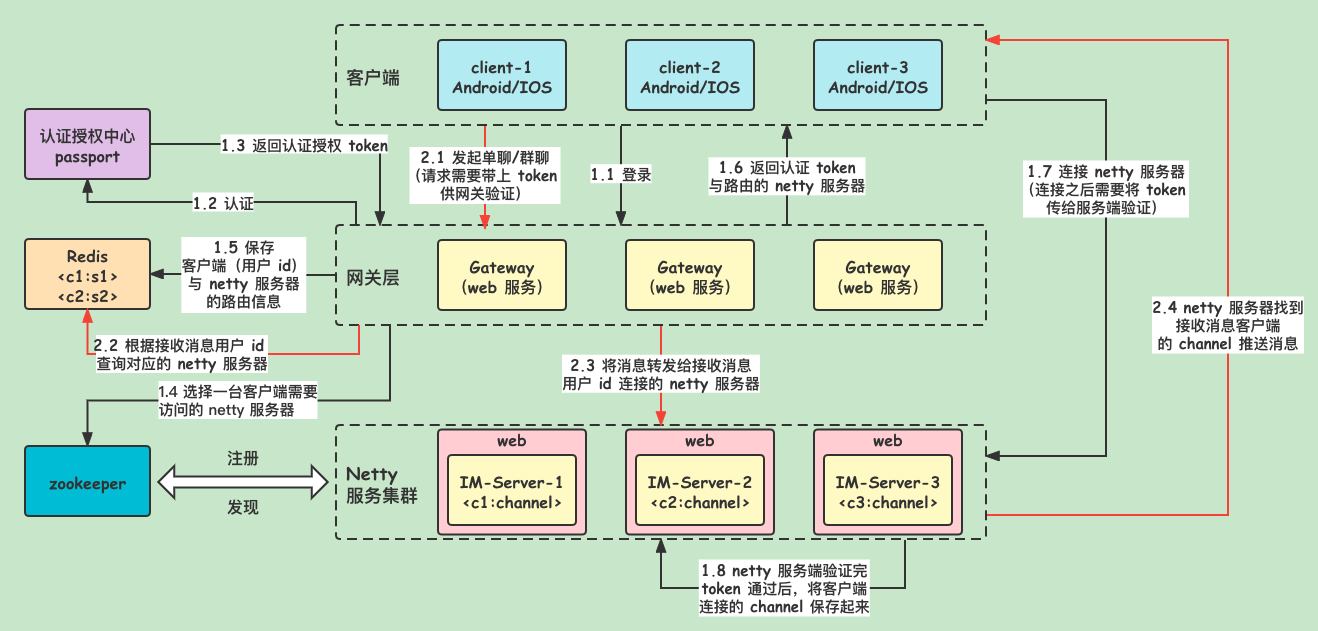 客户端
client-1
Android/IOS
client-2
Android/IOS
client-3
Android/IOS
认证授权中心
passport
1.3 返回认证授权 token
1.2 认证
2.1 发起单聊/群聊
(请求需要带上 token
供网关验证)
1.1 登录
1.6 返回认证 token
与路由的 netty 服务器
1.7 连接 netty 服务器
(连接之后需要将 token
传给服务端验证)
Redis
<c1:s1>
<c2:s2>
1.5 保存
客户端 (用户 id)
与 netty 服务器
的路由信息
网关层
Gateway
(web 服务)
Gateway
(web 服务)
Gateway
(web 服务)
2.4 netty 服务器找到
接收消息客户端
的 channel 推送消息
2.2 根据接收消息用户 id
查询对应的 netty 服务器
2.3 将消息转发给接收消息
用户 id 连接的 netty 服务器
1.4 选择一台客户端需要
访问的 netty 服务器
zookeeper
注册
发现
Netty
服务集群
web
IM-Server-1
<c1:channel>
web
IM-Server-2
<c2:channel>
web
IM-Server-3
<c3:channel>
1.8 netty 服务端验证完
token 通过后，将客户端
连接的 channel 保存起来